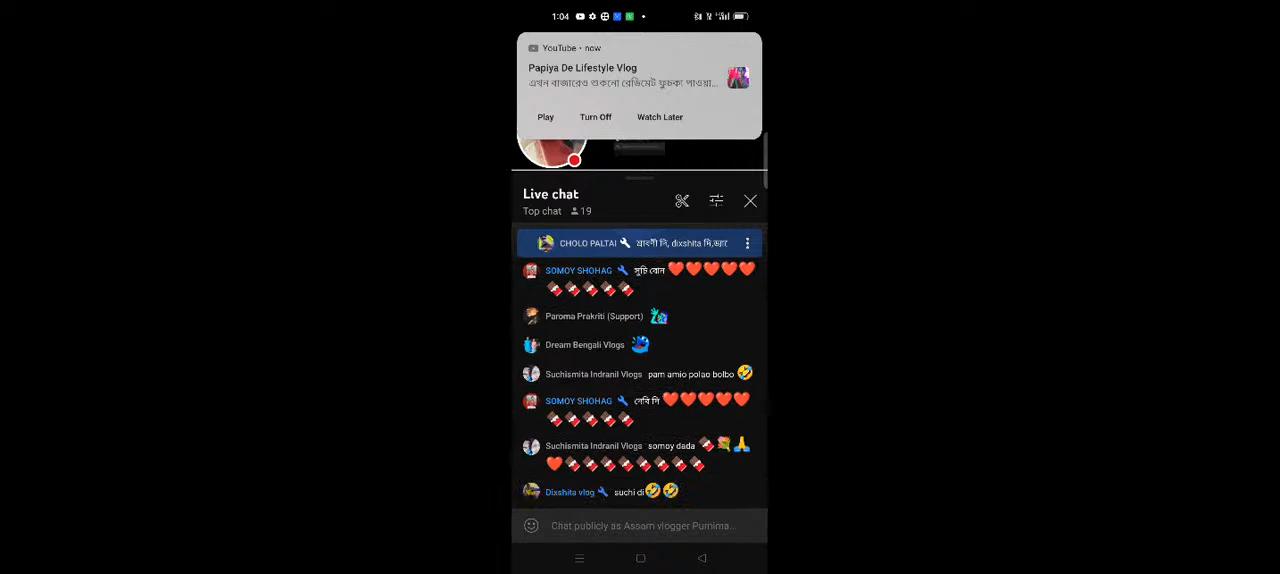 1:04
YouTube • now
Papiya De Lifestyle Vlog
এখন বাজারেও শুকনো রেডিমেট ফুচকা পাওয়া...
Play Turn Off Watch Later
Live chat
Top chat 19
CHOLO PALTAI শ্রাবণী দি, dixshita দি,
SOMOY SHOHAG সুচি বোন ❤️❤️❤️❤️❤️
🍫🍫🍫🍫🍫
Paroma Prakriti (Support)
Dream Bengali Vlogs
Suchismita Indranil Vlogs pam amio polao bolbo 🤣
SOMOY SHOHAG দেবি দি ❤️❤️❤️❤️❤️
🍫🍫🍫🍫🍫
Suchismita Indranil Vlogs somoy dada 🍫💐🙏
❤️🍫🍫🍫🍫🍫🍫🍫🍫
Dixshita vlog suchi di🤣🤣
Chat publicly as Assam vlogger Purnima...